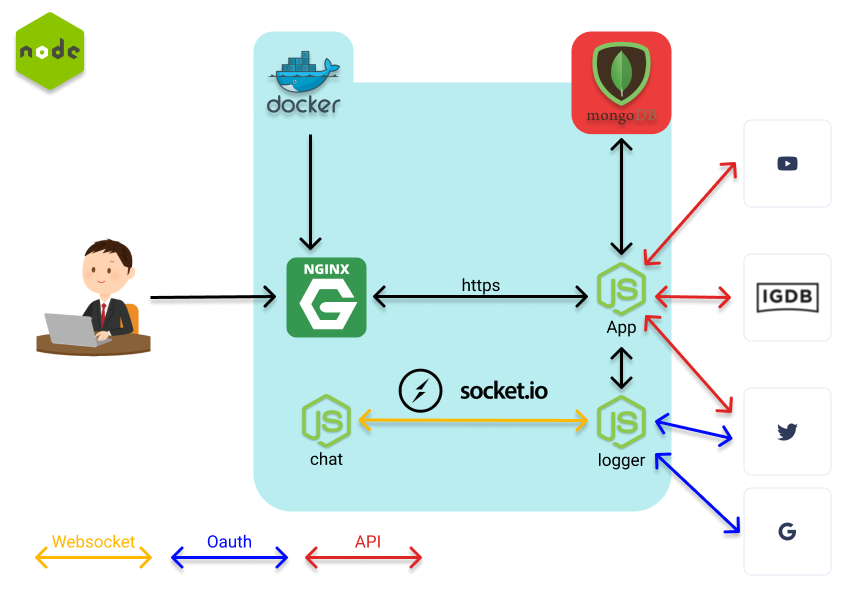 node
docker
mongoDB
NGINX
G
https
JS
App
IGDB
socket.io
JS
chat
JS
logger
G
Websocket
Oauth
API